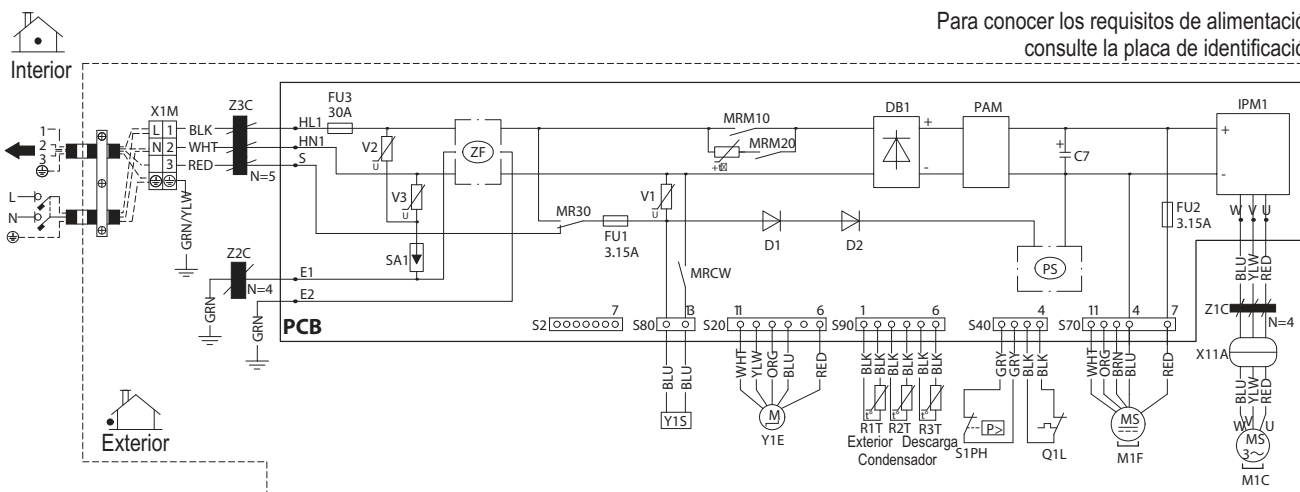 Para conocer los requisitos de alimentació
consulte la placa de identificació
Interior
X1M
Z3C
FU3
30A
HL1
HN1
S
MRM10
MRM20
DB1
PAM
IPM1
1
2
3
L 1 BLK
N 2 WHT
3 3 RED
N=5
V2
U
V3
U
ZF
V1
U
+
-
+
C7
+
-
L
N
GRN/YLW
MR30
FU1
3.15A
D1
D2
FU2
3.15A
W V U
Z2C
N=4
E1
E2
SA1
MRCW
PS
BLU
YLW
RED
GRN
GRN
PCB
S2 7
S80 1 3
S20 1 1 6
S90 1 6
S40 4
S70 1 1 4 7
Z1C
N=4
BLU
BLU
WHT
YLW
ORG
BLU
RED
BLK
BLK
BLK
BLK
BLK
BLK
GRY
GRY
BLK
BLK
WHT
ORG
BRN
BLU
RED
X11A
BLU
YLW
RED
Exterior
Y1S
M
Y1E
t°
t°
t°
R1T R2T R3T
Exterior Descarga
Condensador
P>
S1PH
Q1L
MS
M1F
W V U
MS
3~
M1C